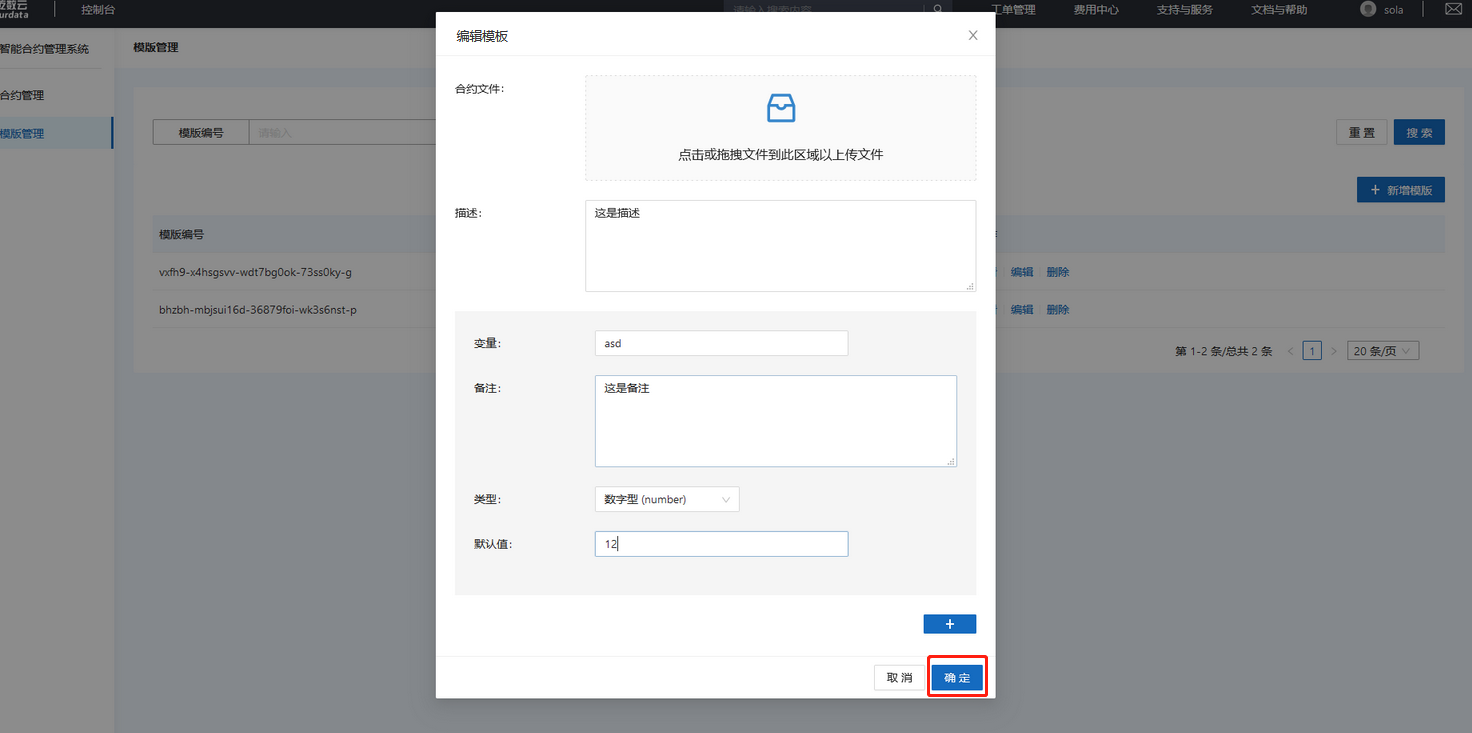 urdata
控制台
请输入搜索内容
工单管理
费用中心
支持与服务
文档与帮助
sola
智能合约管理系统
合约管理
模版管理
模版管理
模版编号
请输入
重 置
搜 索
+ 新增模版
模版编号
vxfh9-x4hsgsvv-wdt7bg0ok-73ss0ky-g
编辑
删除
bhzbh-mbjsui16d-36879foi-wk3s6nst-p
编辑
删除
第 1-2 条/总共 2 条
1
20 条/页
编辑模板
合约文件:
点击或拖拽文件到此区域以上传文件
描述:
这是描述
变量:
asd
备注:
这是备注
类型:
数字型 (number)
默认值:
12
+
取 消
确 定